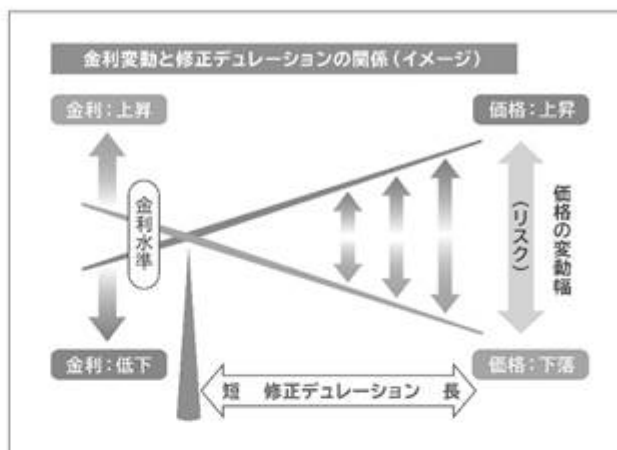 金利変動と修正デュレーションの関係（イメージ）
金利：上昇
価格：上昇
金利水準
価格の変動幅
（リスク）
金利：低下
短 修正デュレーション 長
価格：下落